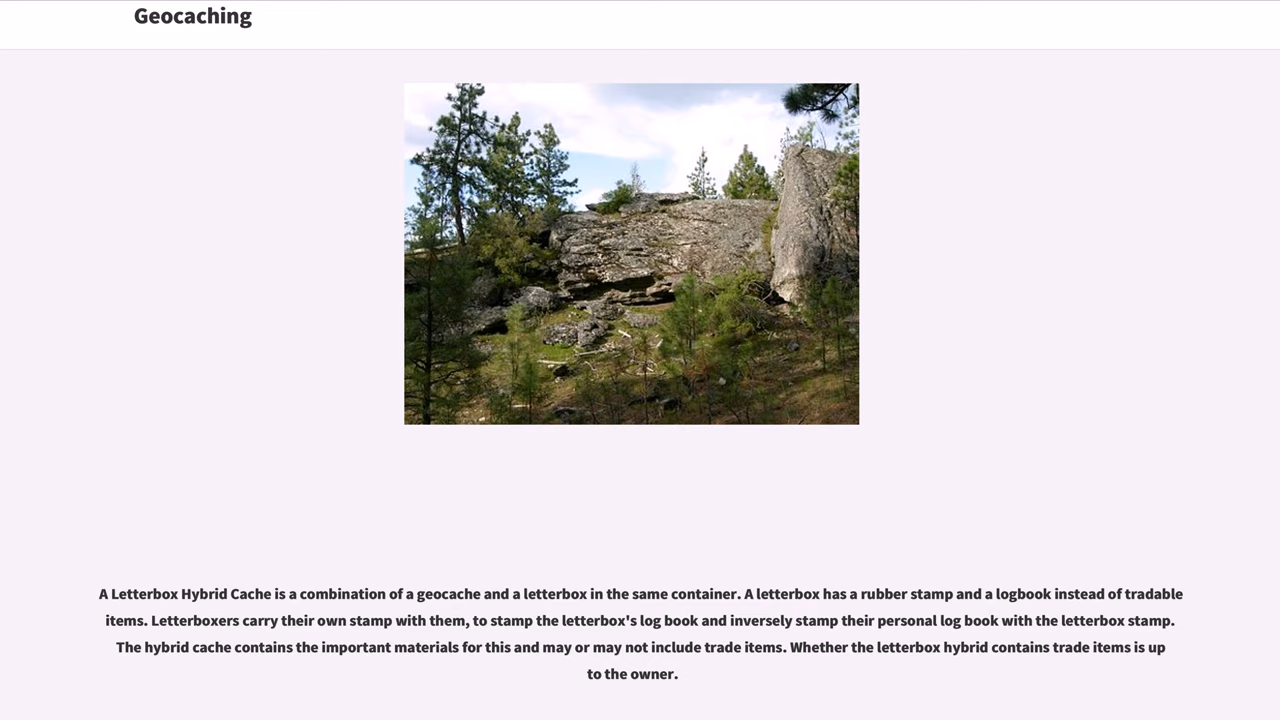 Geocaching
A Letterbox Hybrid Cache is a combination of a geocache and a letterbox in the same container. A letterbox has a rubber stamp and a logbook instead of tradable
items. Letterboxers carry their own stamp with them, to stamp the letterbox's log book and inversely stamp their personal log book with the letterbox stamp.
The hybrid cache contains the important materials for this and may or may not include trade items. Whether the letterbox hybrid contains trade items is up
to the owner.